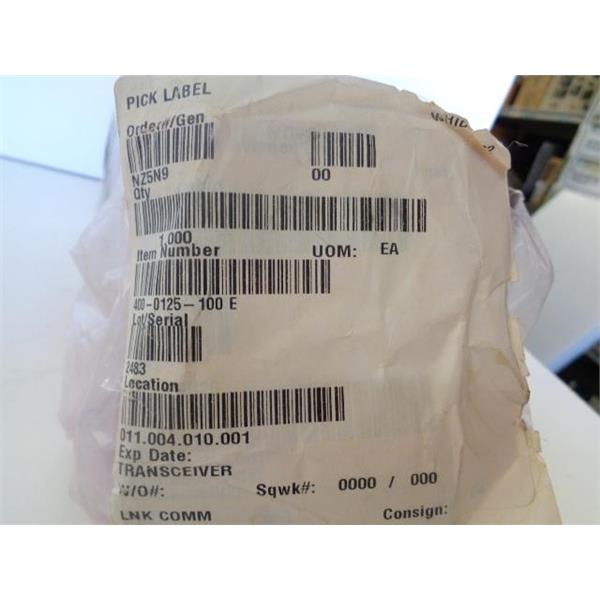 PICK LABEL
Order#/Gen
NZ5N9 00
Qty
1.000
Item Number UOM: EA
400-0125-100 E
Lot/Serial
2483
Location
011.004.010.001
Exp Date:
TRANSCEIVER
W/O#: Sqwk#: 0000 / 000
LNK COMM Consign: